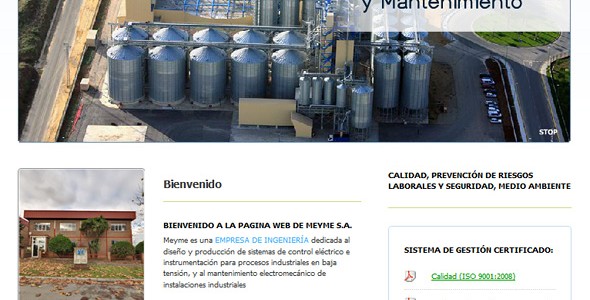 y Mantenimiento
STOP
Bienvenido
BIENVENIDO A LA PAGINA WEB DE MEYME S.A.
Meyme es una EMPRESA DE INGENIERÍA dedicada al
diseño y producción de sistemas de control eléctrico e
instrumentación para procesos industriales en baja
tensión, y al mantenimiento electromecánico de
instalaciones industriales
CALIDAD, PREVENCIÓN DE RIESGOS
LABORALES Y SEGURIDAD, MEDIO AMBIENTE
SISTEMA DE GESTIÓN CERTIFICADO:
Calidad (ISO 9001:2008)